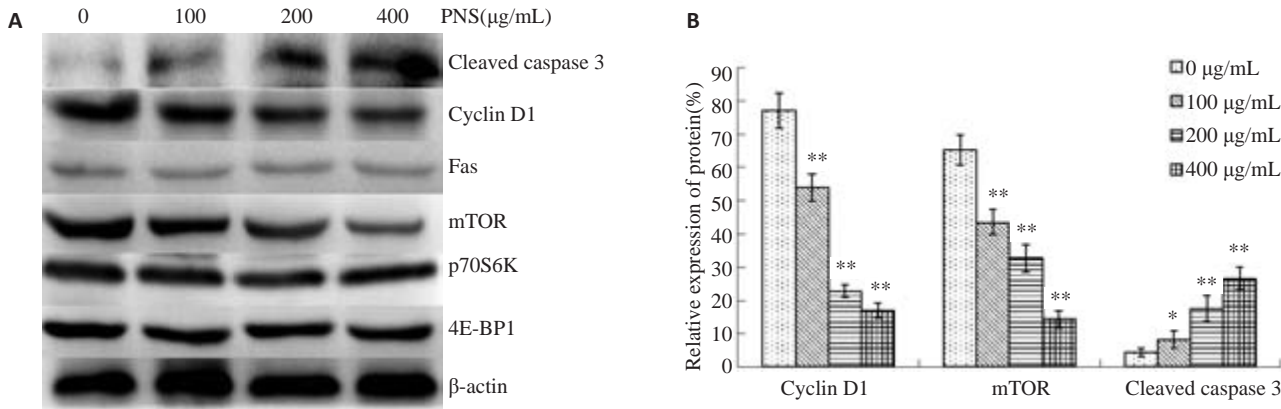 A
0 100 200 400 PNS(μg/mL)
Cleaved caspase 3
Cyclin D1
Fas
mTOR
p70S6K
4E-BP1
β-actin
B
Relative expression of protein(%)
90
80
70
60
50
40
30
20
10
0
**
**
**
**
**
**
*
**
**
0 μg/mL
100 μg/mL
200 μg/mL
400 μg/mL
Cyclin D1 mTOR Cleaved caspase 3